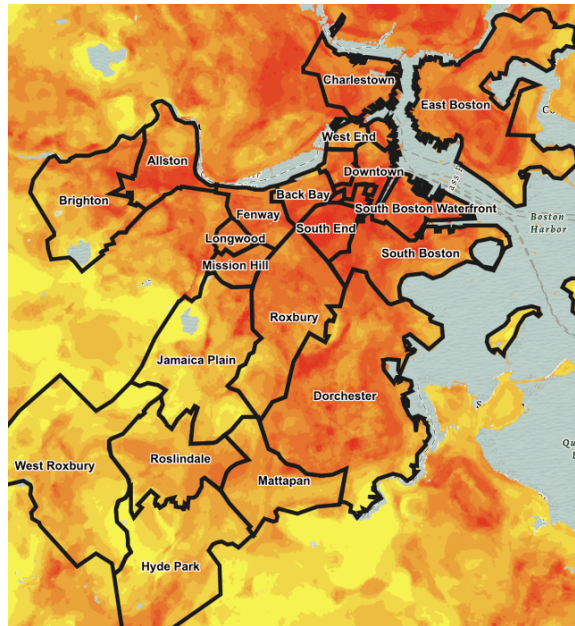 Charlestown
East Boston
West End
Allston
Downtown
Brighton
Back Bay
Fenway
South Boston Waterfront
South End
Longwood
Boston
Harbor
South Boston
Mission Hill
Roxbury
Jamaica Plain
Dorchester
West Roxbury
Roslindale
Mattapan
Hyde Park